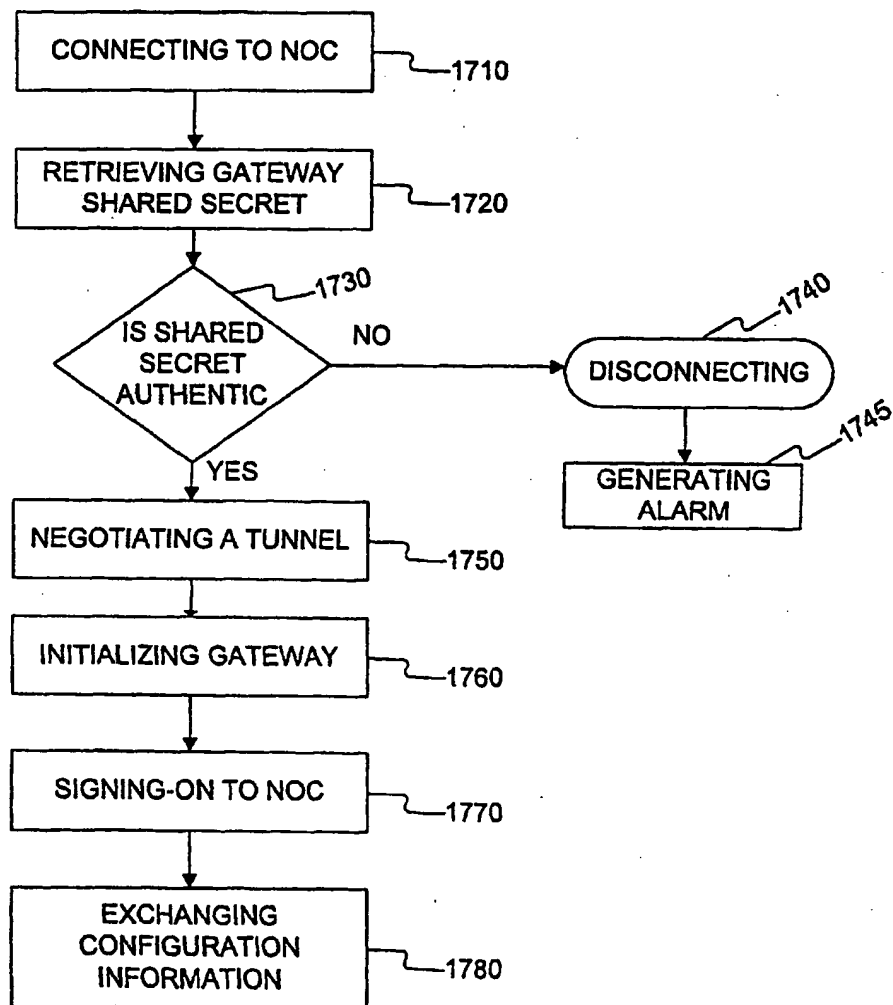 CONNECTING TO NOC
1710
RETRIEVING GATEWAY
SHARED SECRET
1720
1730
IS SHARED
SECRET
AUTHENTIC
NO
1740
DISCONNECTING
1745
GENERATING
ALARM
YES
NEGOTIATING A TUNNEL
1750
INITIALIZING GATEWAY
1760
SIGNING-ON TO NOC
1770
EXCHANGING
CONFIGURATION
INFORMATION
1780